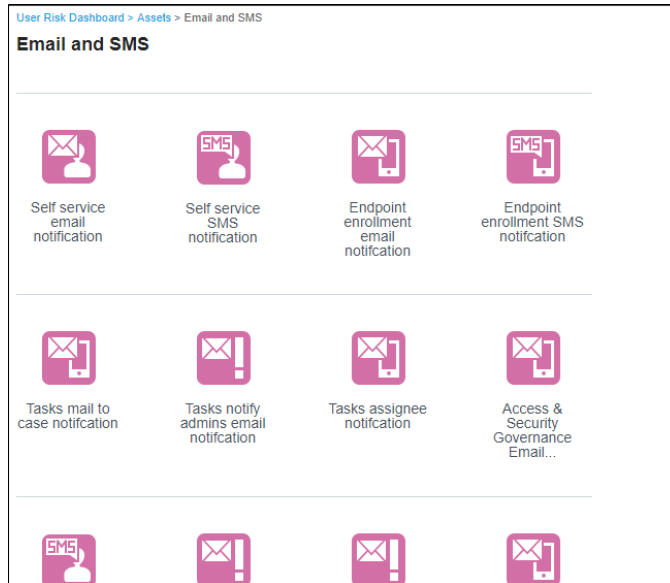 User Risk Dashboard > Assets > Email and SMS
Email and SMS
SMS
SMS
Self service
email
notification
Self service
SMS
notification
Endpoint
enrollment
email
notifcation
Endpoint
enrollment SMS
notifcation
Tasks mail to
case notifcation
Tasks notify
admins email
notifcation
Tasks assignee
notifcation
Access &
Security
Governance
Email...
SMS